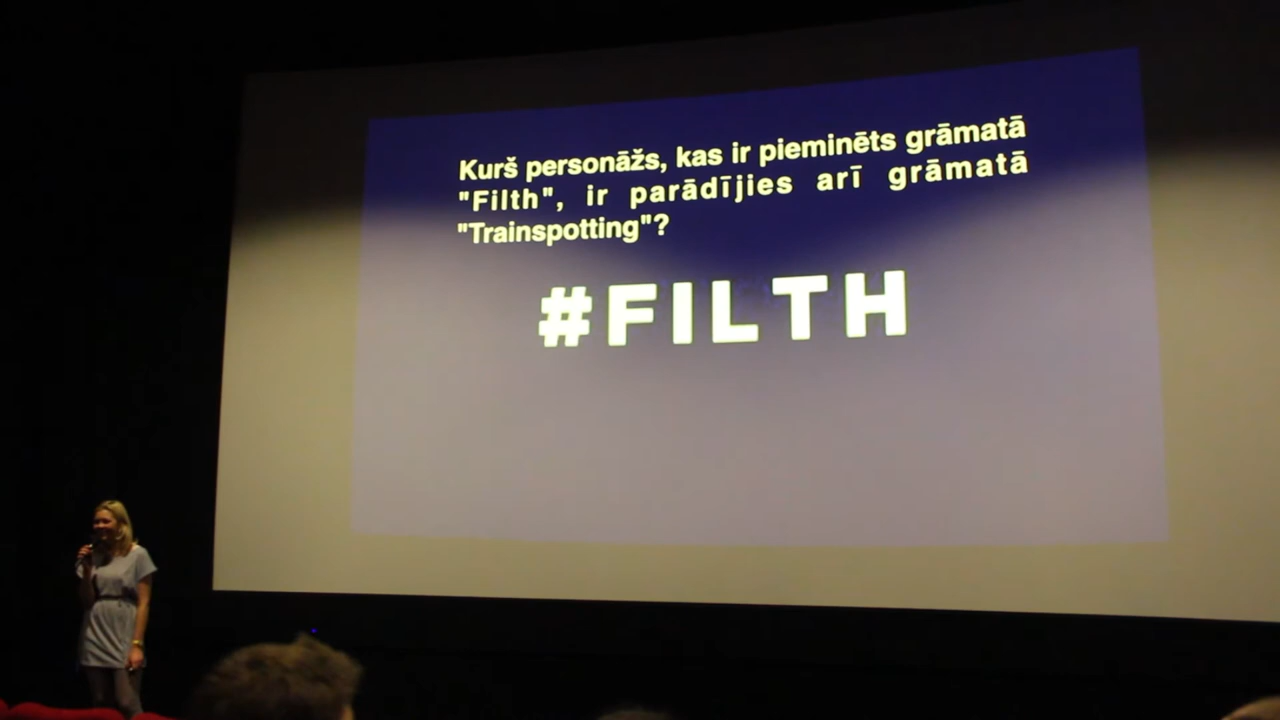 Kurš personāžs, kas ir pieminēts grāmatā
"Filth", ir parādījies arī grāmatā
"Trainspotting"?
#FILTH